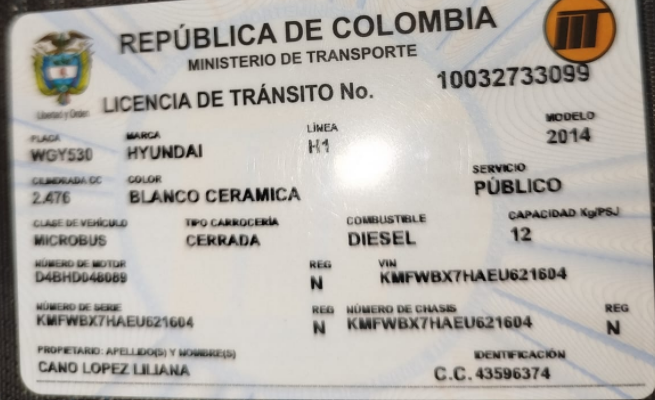 REPÚBLICA DE COLOMBIA
MINISTERIO DE TRANSPORTE
Libertad y Orden
LICENCIA DE TRÁNSITO No. 10032733099
PLACA MARCA LÍNEA MODELO
WGY530 HYUNDAI H1 2014
CILINDRADA CC COLOR SERVICIO
2.476 BLANCO CERAMICA PÚBLICO
CLASE DE VEHÍCULO TIPO CARROCERÍA COMBUSTIBLE CAPACIDAD Kg/PSJ
MICROBUS CERRADA DIESEL 12
NÚMERO DE MOTOR REG VIN
D4BHD048089 N KMFWBX7HAEU621604
NÚMERO DE SERIE REG NÚMERO DE CHASIS REG
KMFWBX7HAEU621604 N KMFWBX7HAEU621604 N
PROPIETARIO: APELLIDO(S) Y NOMBRE(S) IDENTIFICACIÓN
CANO LOPEZ LILIANA C.C. 43596374